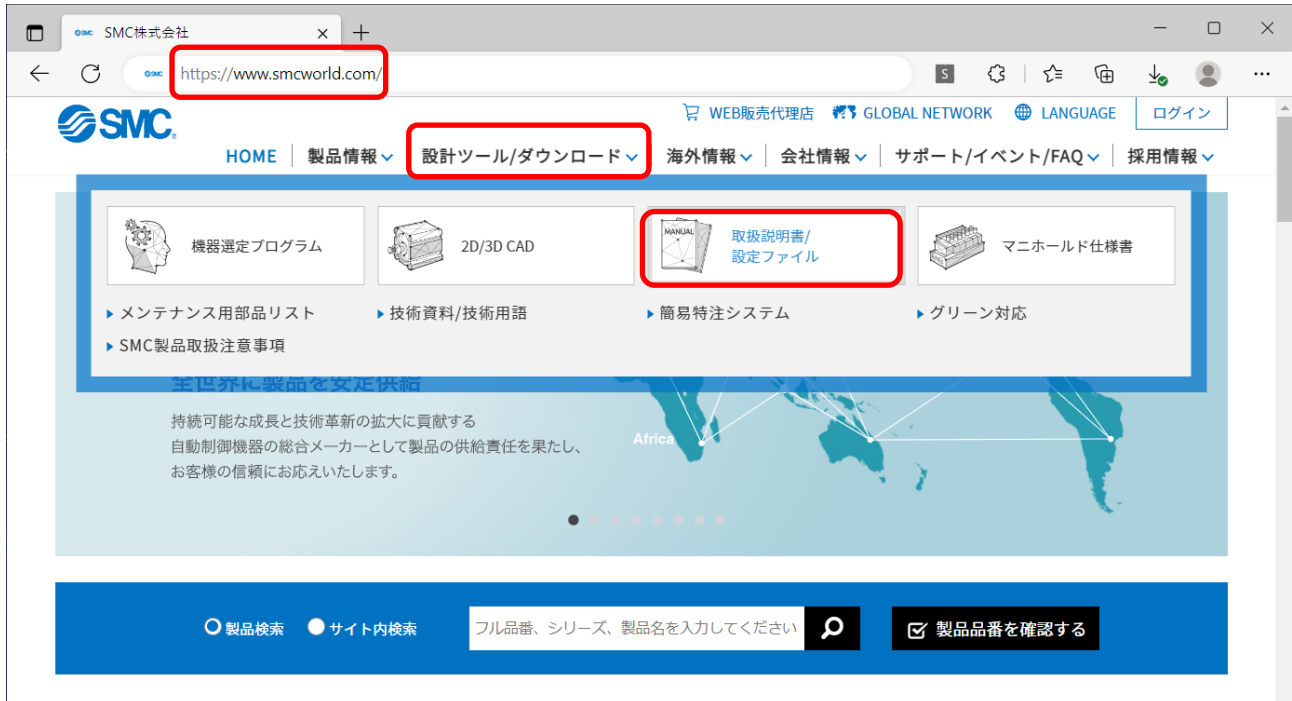 SMC株式会社
https://www.smcworld.com/
SMC
WEB販売代理店 GLOBAL NETWORK LANGUAGE ログイン
HOME 製品情報 設計ツール/ダウンロード 海外情報 会社情報 サポート/イベント/FAQ 採用情報
機器選定プログラム
2D/3D CAD
MANUAL
取扱説明書/
設定ファイル
マニホールド仕様書
メンテナンス用部品リスト
技術資料/技術用語
簡易特注システム
グリーン対応
SMC製品取扱注意事項
全世界に製品を安定供給
持続可能な成長と技術革新の拡大に貢献する
自動制御機器の総合メーカーとして製品の供給責任を果たし、
お客様の信頼にお応えいたします。
Africa
製品検索 サイト内検索 フル品番、シリーズ、製品名を入力してください 製品品番を確認する